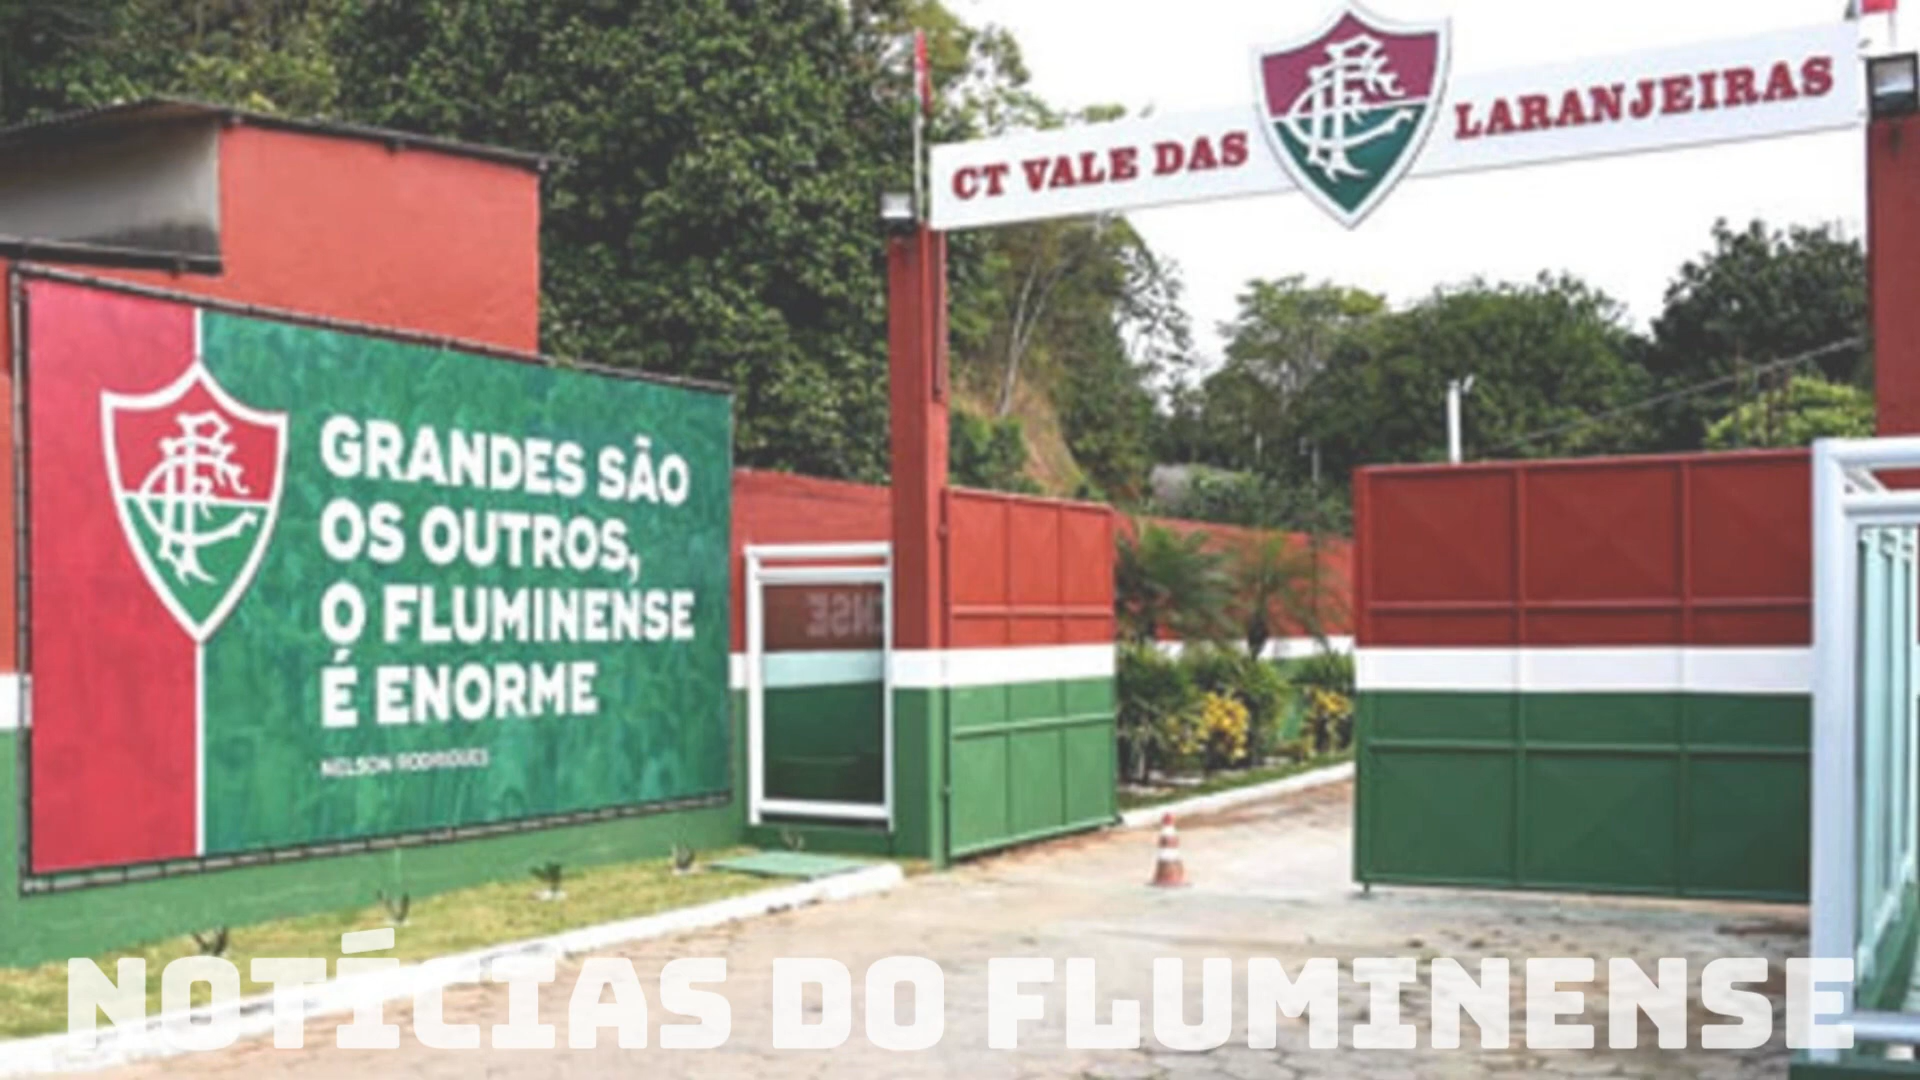 CT VALE DAS LARANJEIRAS
GRANDES SÃO
OS OUTROS,
O FLUMINENSE
É ENORME
NELSON RODRIGUES
NOTÍCIAS DO FLUMINENSE